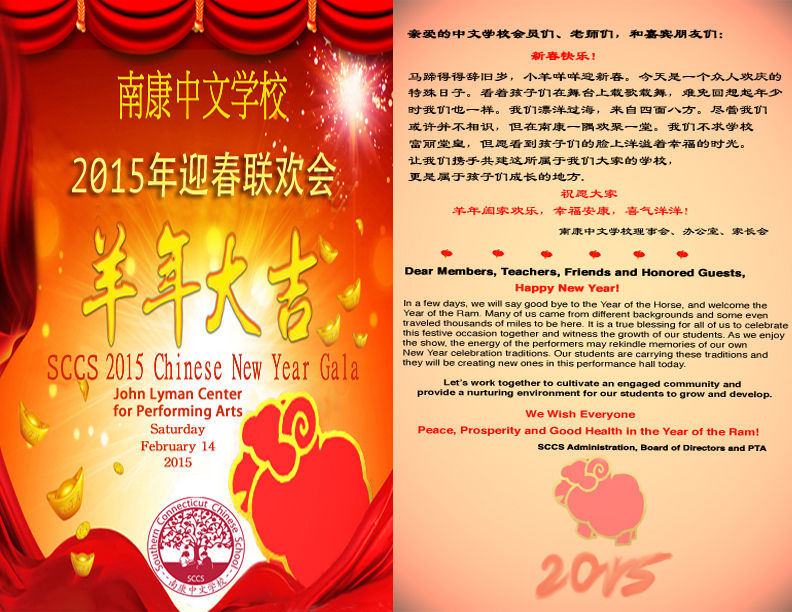 南康中文学校
2015年迎春联欢会
羊年大吉
SCCS 2015 Chinese New Year Gala
John Lyman Center
for Performing Arts
Saturday
February 14
2015
Southern Connecticut Chinese School
SCCS
南康中文学校
亲爱的中文学校会员们、老师们，和嘉宾朋友们：
新春快乐！
马蹄得得辞旧岁，小羊咩咩迎新春。今天是一个众人欢庆的
特殊日子。看着孩子们在舞台上载歌载舞，难免回想起年少
时我们也一样。我们漂洋过海，来自四面八方。尽管我们
或许并不相识，但在南康一隅欢聚一堂。我们不求学校
富丽堂皇，但愿看到孩子们的脸上洋溢着幸福的时光。
让我们携手共建这所属于我们大家的学校，
更是属于孩子们成长的地方.
祝愿大家
羊年阖家欢乐，幸福安康，喜气洋洋！
南康中文学校理事会、办公室、家长会
Dear Members, Teachers, Friends and Honored Guests,
Happy New Year!
In a few days, we will say good bye to the Year of the Horse, and welcome the
Year of the Ram. Many of us came from different backgrounds and some even
traveled thousands of miles to be here. It is a true blessing for all of us to celebrate
this festive occasion together and witness the growth of our students. As we enjoy
the show, the energy of the performers may rekindle memories of our own
New Year celebration traditions. Our students are carrying these traditions and
they will be creating new ones in this performance hall today.
Let's work together to cultivate an engaged community and
provide a nurturing environment for our students to grow and develop.
We Wish Everyone
Peace, Prosperity and Good Health in the Year of the Ram!
SCCS Administration, Board of Directors and PTA
2015